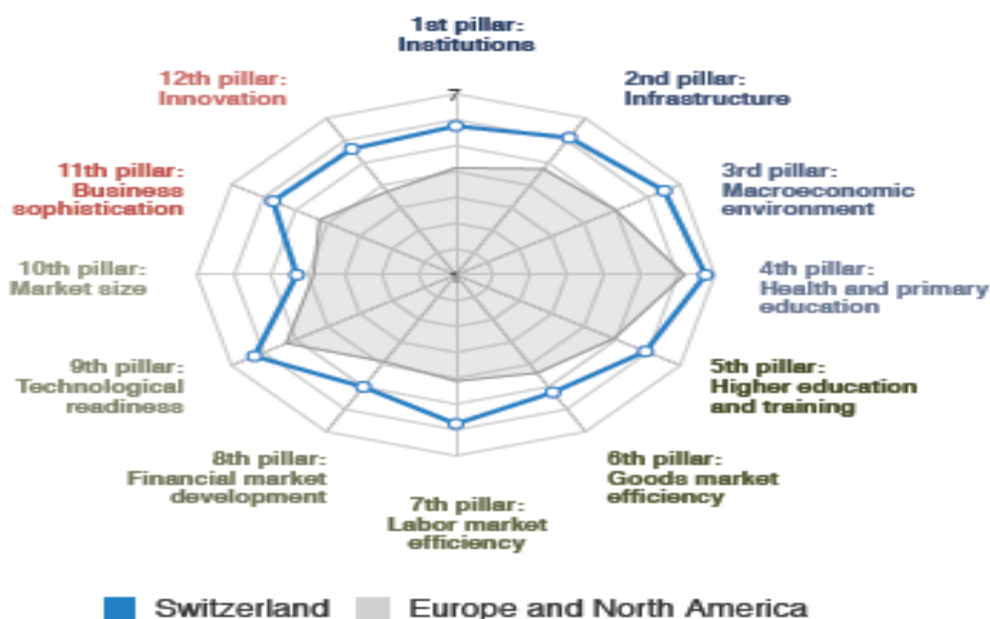 1st pillar:
Institutions
2nd pillar:
Infrastructure
3rd pillar:
Macroeconomic
environment
4th pillar:
Health and primary
education
5th pillar:
Higher education
and training
6th pillar:
Goods market
efficiency
7th pillar:
Labor market
efficiency
8th pillar:
Financial market
development
9th pillar:
Technological
readiness
10th pillar:
Market size
11th pillar:
Business
sophistication
12th pillar:
Innovation
7
Switzerland
Europe and North America